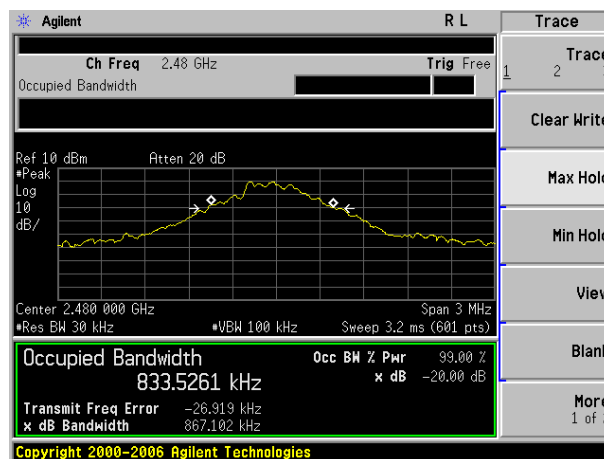 Agilent R L Trace
Ch Freq 2.48 GHz Trig Free
Occupied Bandwidth
Trace
1 2
Clear Write
Max Hold
Min Hold
View
Blank
More
1 of
Ref 10 dBm Atten 20 dB
#Peak
Log
10
dB/
Center 2.480 000 GHz Span 3 MHz
#Res BW 30 kHz #VBW 100 kHz Sweep 3.2 ms (601 pts)
Occupied Bandwidth Occ BW % Pwr 99.00 %
833.5261 kHz x dB -20.00 dB
Transmit Freq Error -26.919 kHz
x dB Bandwidth 867.102 kHz
Copyright 2000-2006 Agilent Technologies